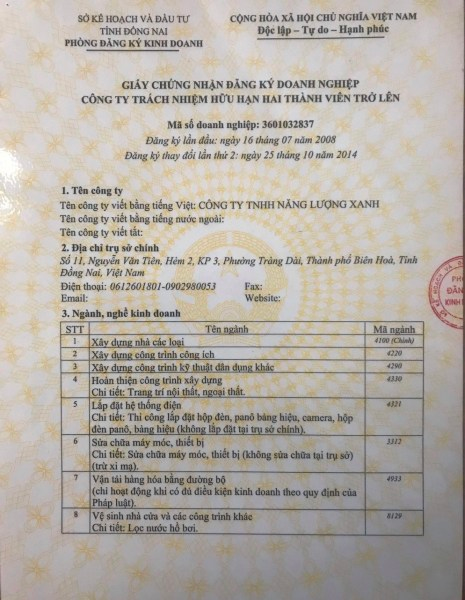 SỞ KẾ HOẠCH VÀ ĐẦU TƯ
TỈNH ĐỒNG NAI
PHÒNG ĐĂNG KÝ KINH DOANH
CỘNG HÒA XÃ HỘI CHỦ NGHĨA VIỆT NAM
Độc lập – Tự do – Hạnh phúc
GIẤY CHỨNG NHẬN ĐĂNG KÝ DOANH NGHIỆP
CÔNG TY TRÁCH NHIỆM HỮU HẠN HAI THÀNH VIÊN TRỞ LÊN
Mã số doanh nghiệp: 3601032837
Đăng ký lần đầu: ngày 16 tháng 07 năm 2008
Đăng ký thay đổi lần thứ 2: ngày 25 tháng 10 năm 2014
1. Tên công ty
Tên công ty viết bằng tiếng Việt: CÔNG TY TNHH NĂNG LƯỢNG XANH
Tên công ty viết bằng tiếng nước ngoài:
Tên công ty viết tắt:
2. Địa chỉ trụ sở chính
Số 11, Nguyễn Văn Tiên, Hẻm 2, KP 3, Phường Trảng Dài, Thành phố Biên Hoà, Tỉnh
Đồng Nai, Việt Nam
Điện thoại: 0612601801-0902980053 Fax:
Email: Website:
3. Ngành, nghề kinh doanh
STT Tên ngành Mã ngành
1 Xây dựng nhà các loại 4100 (Chính)
2 Xây dựng công trình công ích 4220
3 Xây dựng công trình kỹ thuật dân dụng khác 4290
4 Hoàn thiện công trình xây dựng 4330
Chi tiết: Trang trí nội thất, ngoại thất.
5 Lắp đặt hệ thống điện 4321
Chi tiết: Thi công lắp đặt hộp đèn, panô bảng hiệu, camera, hộp
đèn panô, bảng hiệu (không lắp đặt tại trụ sở chính).
6 Sửa chữa máy móc, thiết bị 3312
Chi tiết: Sửa chữa máy móc, thiết bị (không sửa chữa tại trụ sở)
(trừ xi mạ).
7 Vận tải hàng hóa bằng đường bộ 4933
(chỉ hoạt động khi có đủ điều kiện kinh doanh theo quy định của
Pháp luật).
8 Vệ sinh nhà cửa và các công trình khác 8129
Chi tiết: Lọc nước hồ bơi.